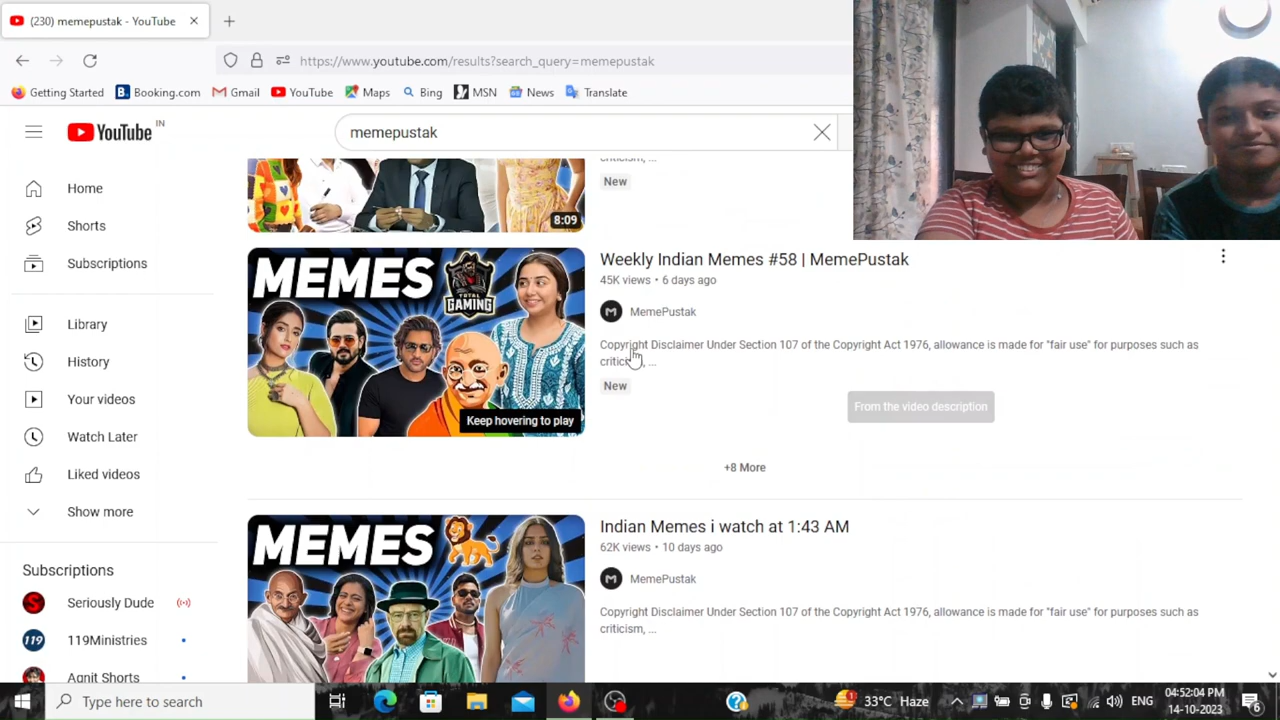 (230) memepustak - YouTube
https://www.youtube.com/results?search_query=memepustak
Getting Started
Booking.com
Gmail
YouTube
Maps
Bing
MSN
News
Translate
YouTube IN
memepustak
Home
Shorts
Subscriptions
Library
History
Your videos
Watch Later
Liked videos
Show more
Subscriptions
Seriously Dude
119
119Ministries
Agnit Shorts
8:09
criticism, ...
New
MEMES
TOTAL
GAMING
Keep hovering to play
Weekly Indian Memes #58 | MemePustak
45K views • 6 days ago
M MemePustak
Copyright Disclaimer Under Section 107 of the Copyright Act 1976, allowance is made for "fair use" for purposes such as
criticism, ...
New
From the video description
+8 More
MEMES
Indian Memes i watch at 1:43 AM
62K views • 10 days ago
M MemePustak
Copyright Disclaimer Under Section 107 of the Copyright Act 1976, allowance is made for "fair use" for purposes such as
criticism, ...
Type here to search
1
33°C Haze
ENG
04:52:04 PM
14-10-2023
6